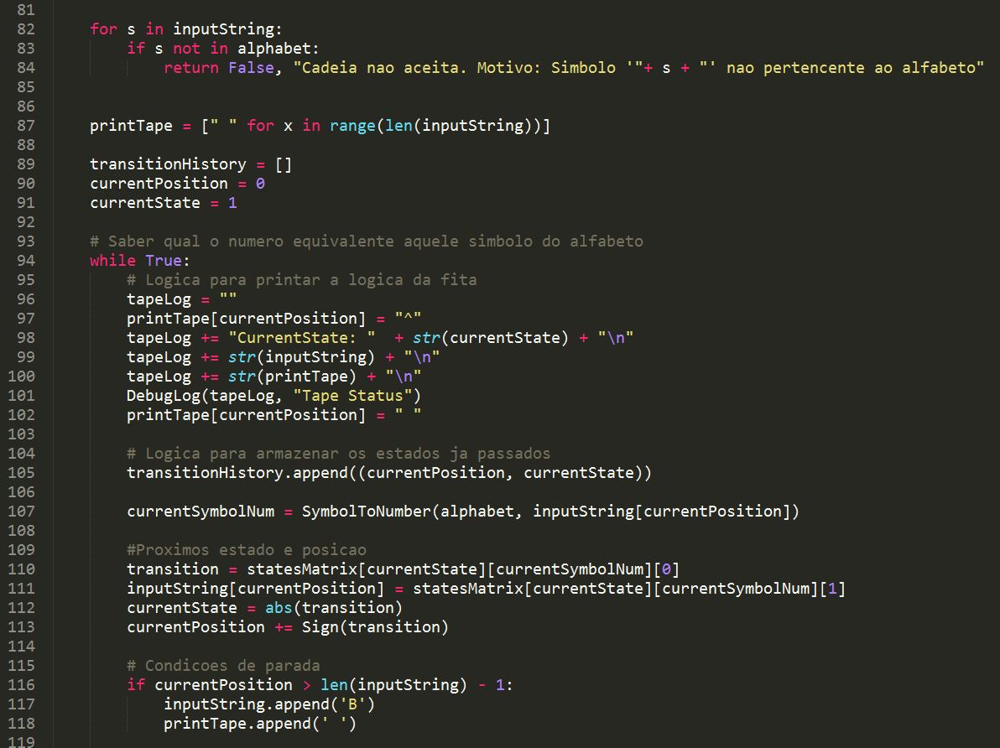 81
82 for s in inputString:
83 if s not in alphabet:
84 return False, "Cadeia nao aceita. Motivo: Simbolo '"+ s + "' nao pertencente ao alfabeto"
85
86
87 printTape = [" " for x in range(len(inputString))]
88
89 transitionHistory = []
90 currentPosition = 0
91 currentState = 1
92
93 # Saber qual o numero equivalente aquele simbolo do alfabeto
94 while True:
95 # Logica para printar a logica da fita
96 tapeLog = ""
97 printTape[currentPosition] = "^"
98 tapeLog += "CurrentState: " + str(currentState) + "\n"
99 tapeLog += str(inputString) + "\n"
100 tapeLog += str(printTape) + "\n"
101 DebugLog(tapeLog, "Tape Status")
102 printTape[currentPosition] = " "
103
104 # Logica para armazenar os estados ja passados
105 transitionHistory.append((currentPosition, currentState))
106
107 currentSymbolNum = SymbolToNumber(alphabet, inputString[currentPosition])
108
109 #Proximos estado e posicao
110 transition = statesMatrix[currentState][currentSymbolNum][0]
111 inputString[currentPosition] = statesMatrix[currentState][currentSymbolNum][1]
112 currentState = abs(transition)
113 currentPosition += Sign(transition)
114
115 # Condicoes de parada
116 if currentPosition > len(inputString) - 1:
117 inputString.append('B')
118 printTape.append(' ')
119